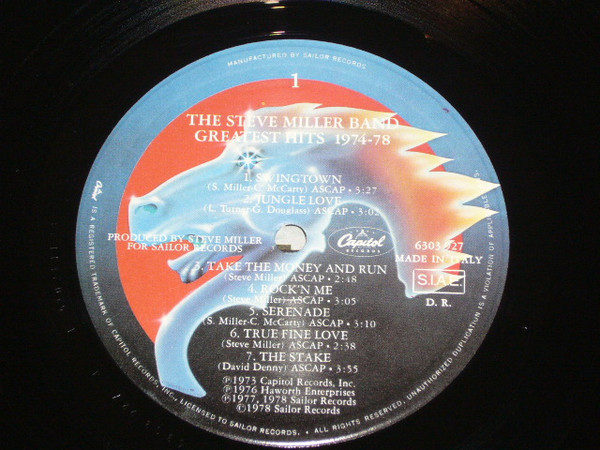 MANUFACTURED BY SAILOR RECORDS
1
THE STEVE MILLER BAND
GREATEST HITS 1974-78
1. SWINGTOWN
(S. Miller-C. McCarty) ASCAP • 3:27
2. JUNGLE LOVE
(L. Turner-G. Douglass) ASCAP • 3:02
PRODUCED BY STEVE MILLER
FOR SAILOR RECORDS
Capitol
RECORDS
6303 927
MADE IN ITALY
S.I.A.E.
D. R.
3. TAKE THE MONEY AND RUN
(Steve Miller) ASCAP • 2:48
4. ROCK'N ME
(Steve Miller) ASCAP • 3:05
5. SERENADE
(S. Miller-C. McCarty) ASCAP • 3:10
6. TRUE FINE LOVE
(Steve Miller) ASCAP • 2:38
7. THE STAKE
(David Denny) ASCAP • 3:55
℗1973 Capitol Records, Inc.
℗1976 Haworth Enterprises
℗1977, 1978 Sailor Records
©1978 Sailor Records
Capitol IS A REGISTERED TRADEMARK OF CAPITOL RECORDS, INC., LICENSED TO SAILOR RECORDS. • ALL RIGHTS RESERVED. UNAUTHORIZED DUPLICATION IS A VIOLATION OF APPLICABLE